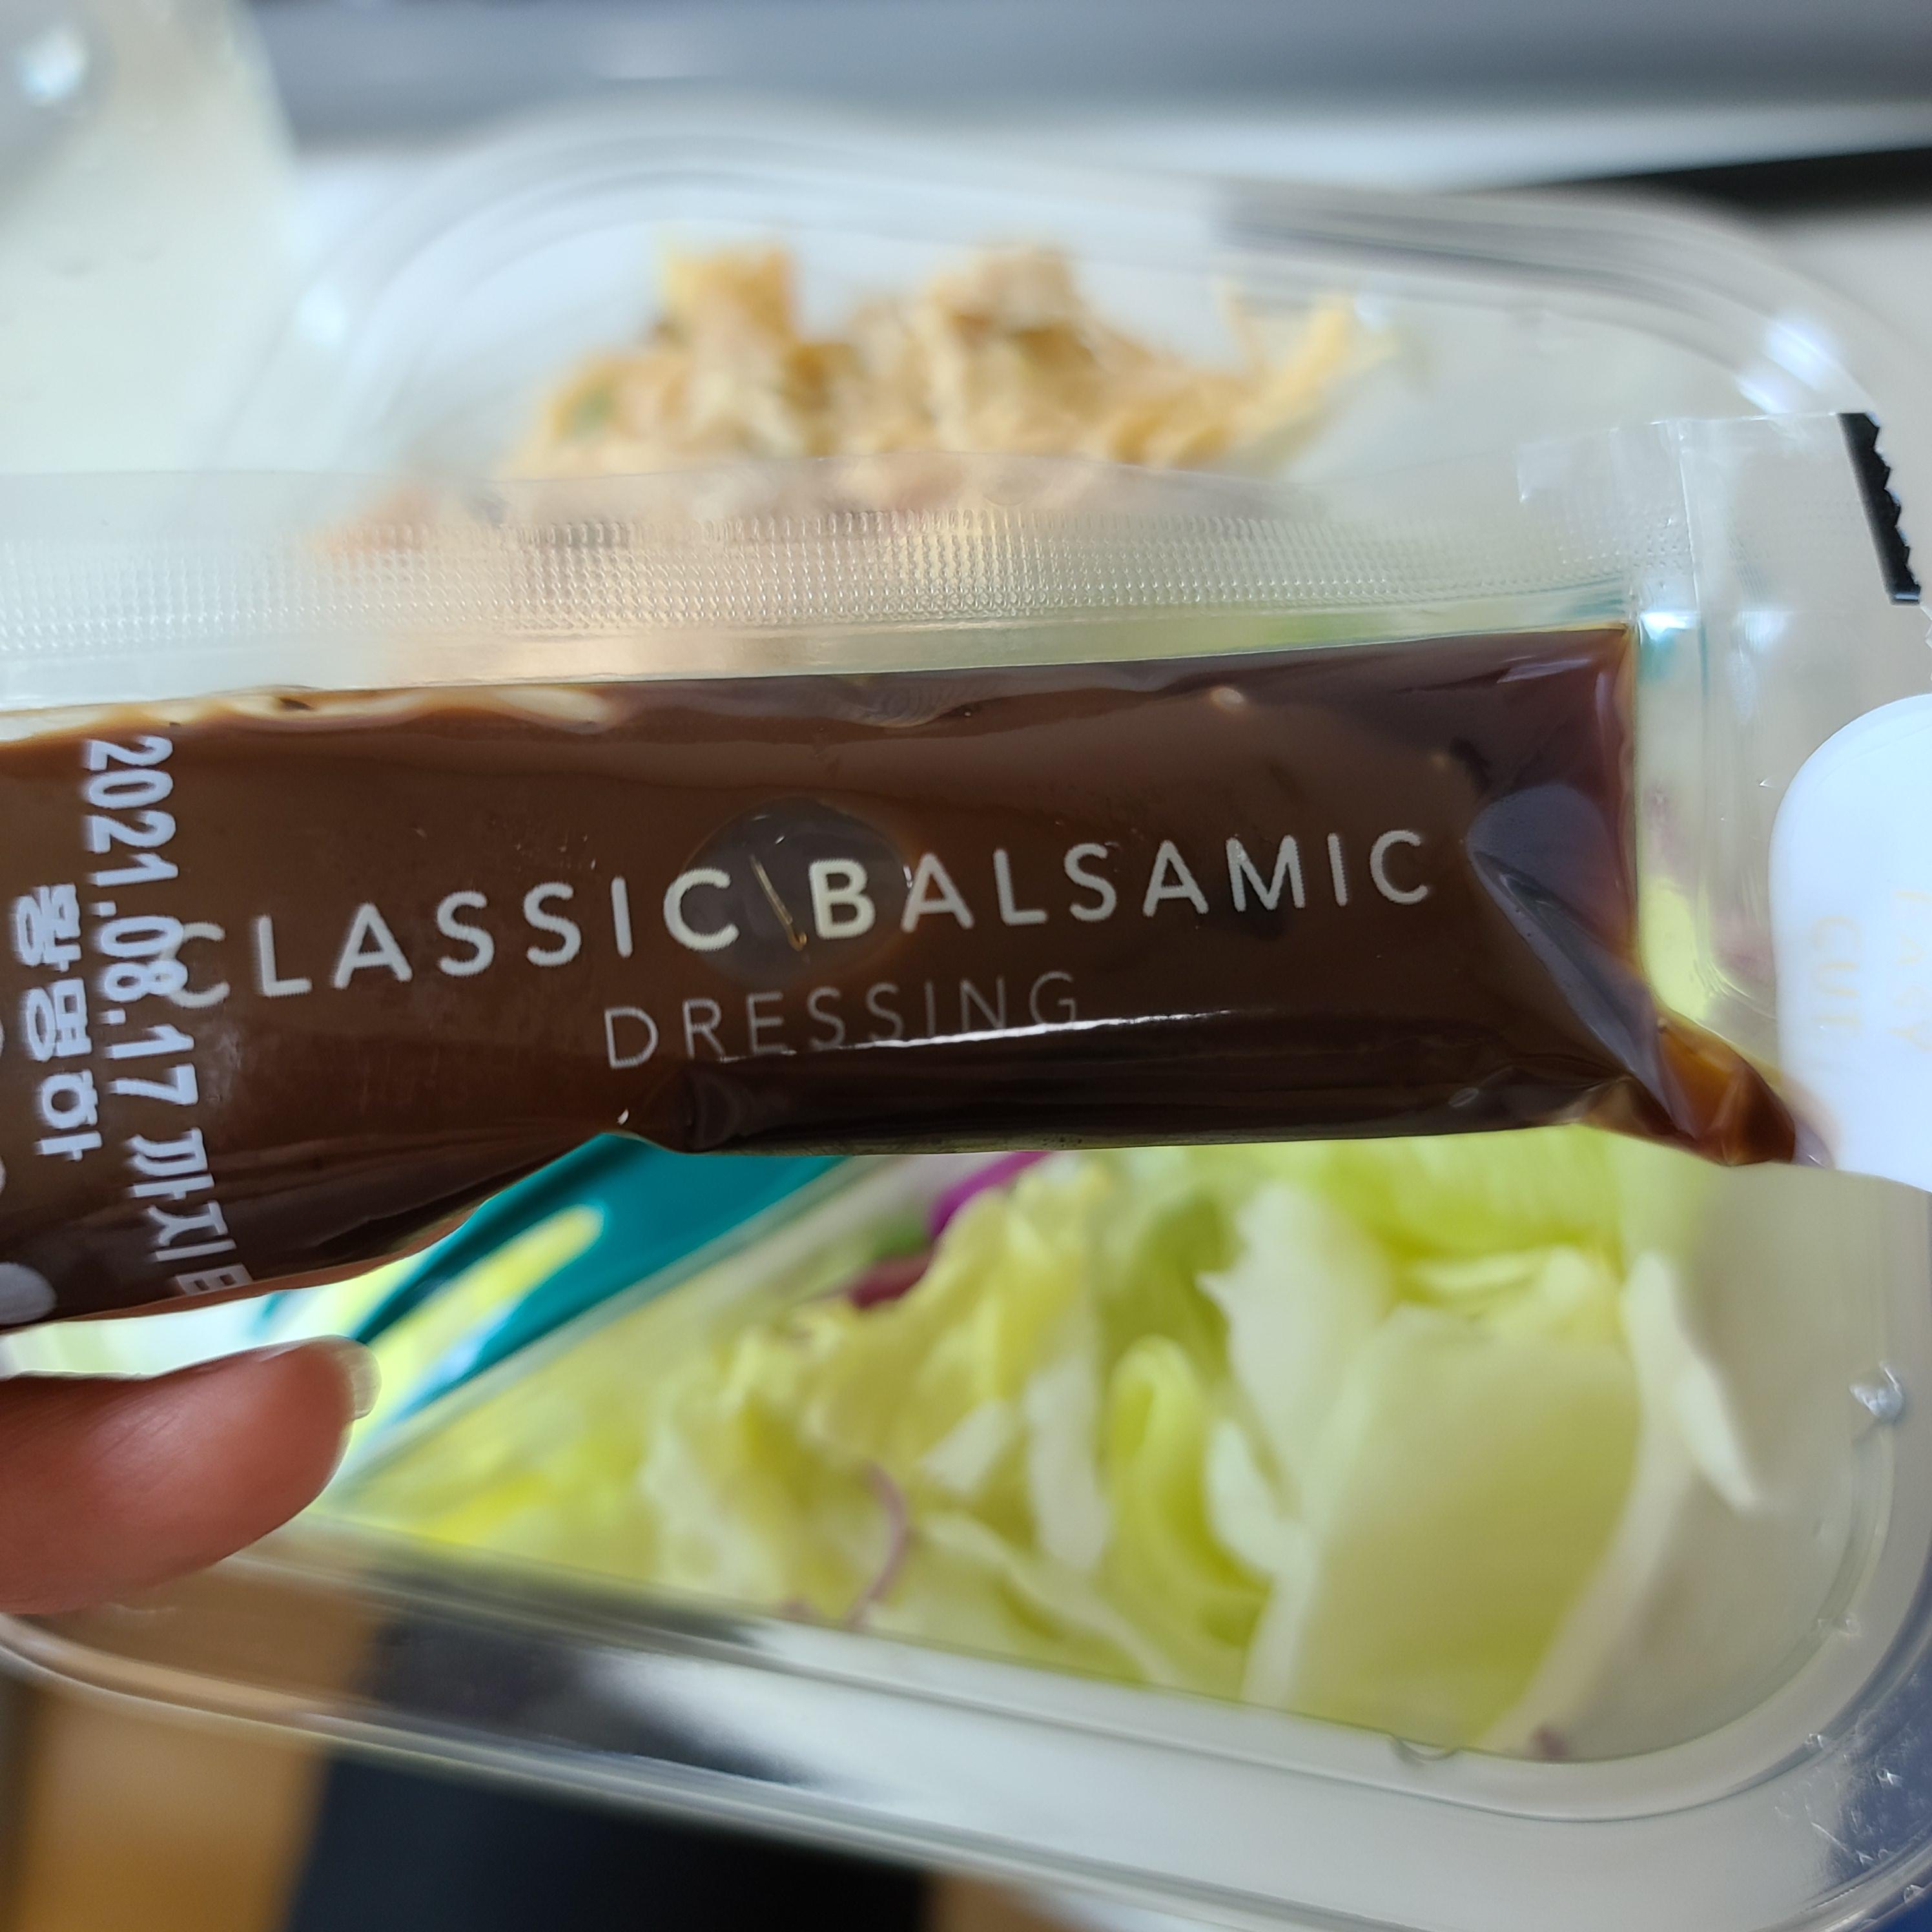 CLASSIC BALSAMIC
DRESSING
2021.08.17 까지